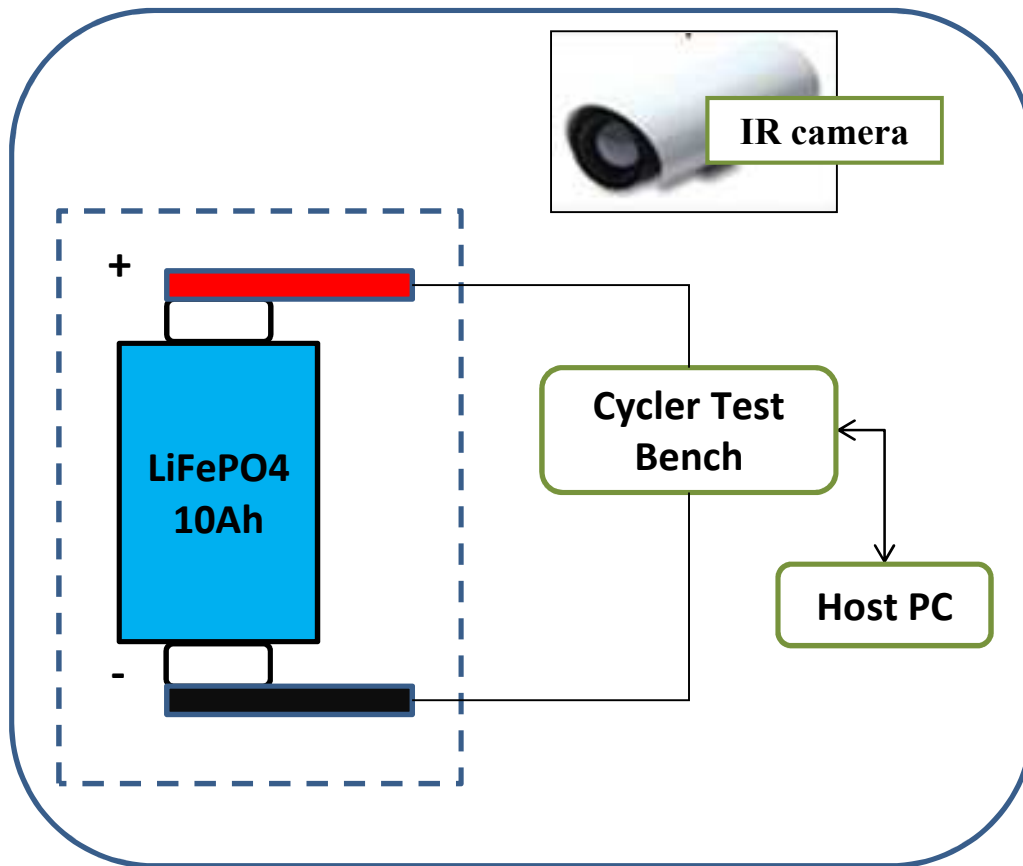 IR camera
+
LiFePO4
10Ah
-
Cycler Test
Bench
Host PC